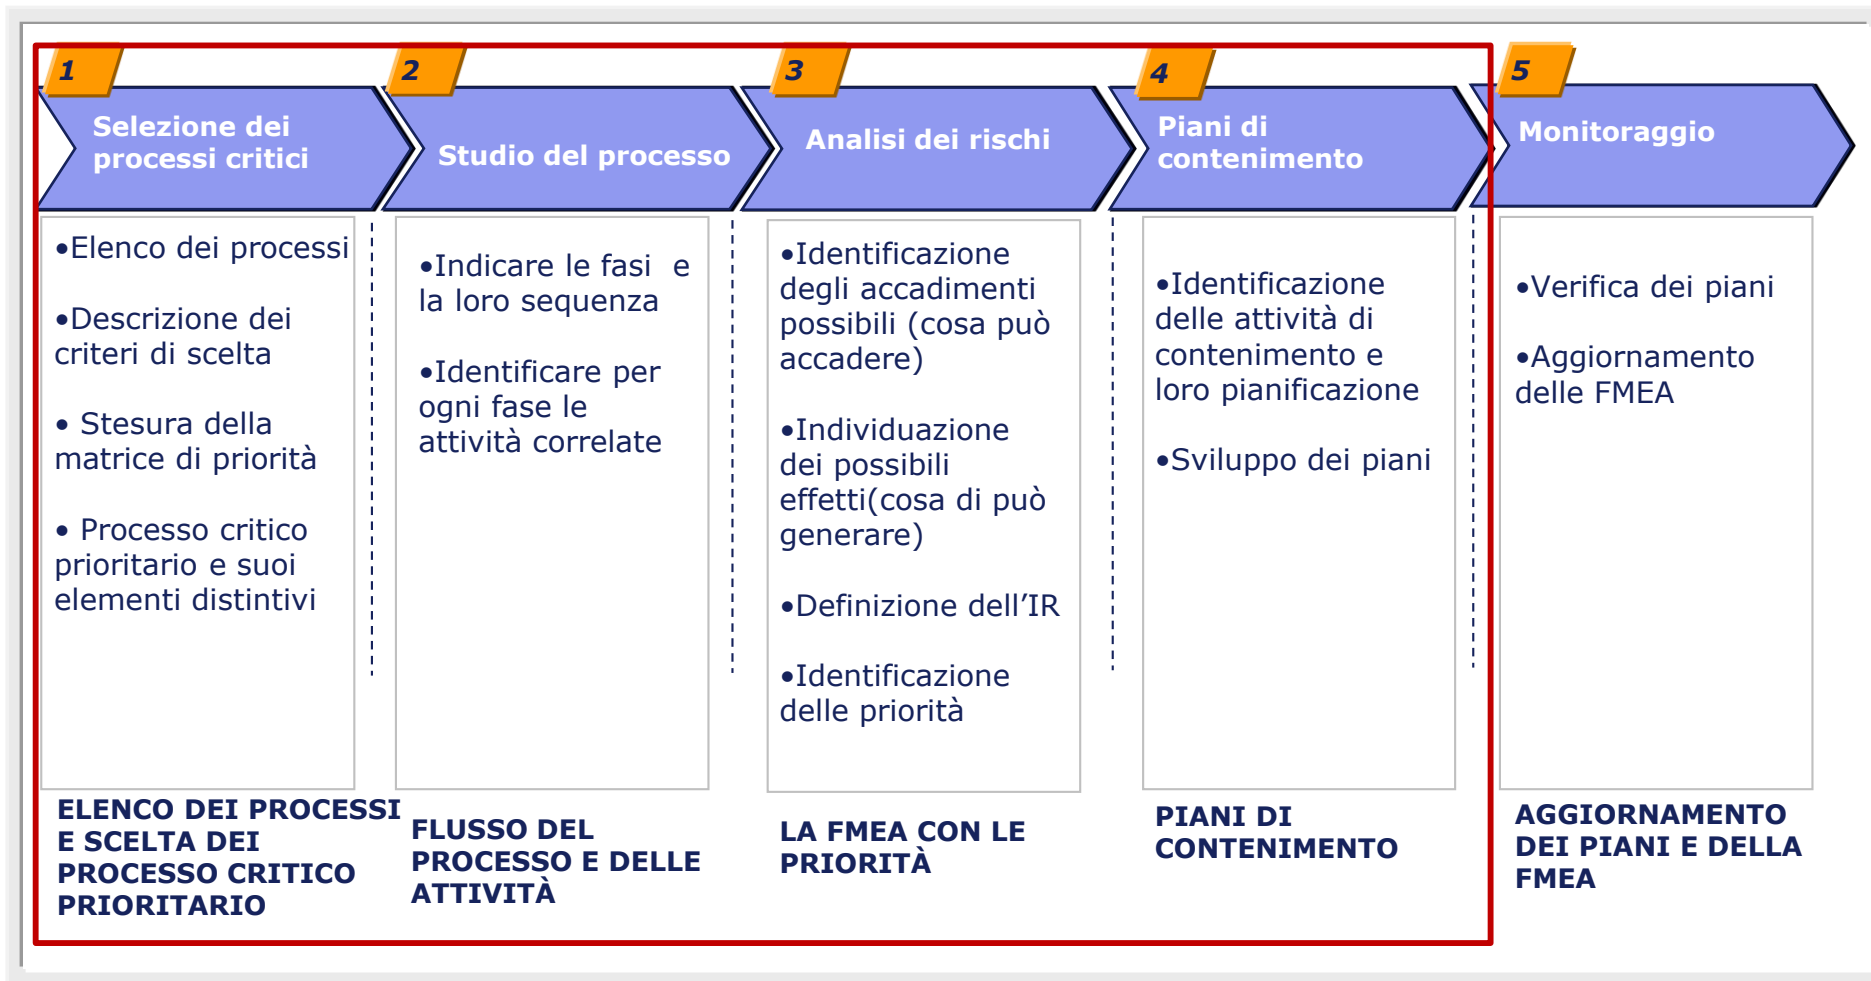 1
Selezione dei
processi critici
•Elenco dei processi
•Descrizione dei
criteri di scelta
• Stesura della
matrice di priorità
• Processo critico
prioritario e suoi
elementi distintivi
ELENCO DEI PROCESSI
E SCELTA DEI
PROCESSO CRITICO
PRIORITARIO
2
Studio del processo
•Indicare le fasi e
la loro sequenza
•Identificare per
ogni fase le
attività correlate
FLUSSO DEL
PROCESSO E DELLE
ATTIVITÀ
3
Analisi dei rischi
•Identificazione
degli accadimenti
possibili (cosa può
accadere)
•Individuazione
dei possibili
effetti(cosa di può
generare)
•Definizione dell’IR
•Identificazione
delle priorità
LA FMEA CON LE
PRIORITÀ
4
Piani di
contenimento
•Identificazione
delle attività di
contenimento e
loro pianificazione
•Sviluppo dei piani
PIANI DI
CONTENIMENTO
5
Monitoraggio
•Verifica dei piani
•Aggiornamento
delle FMEA
AGGIORNAMENTO
DEI PIANI E DELLA
FMEA